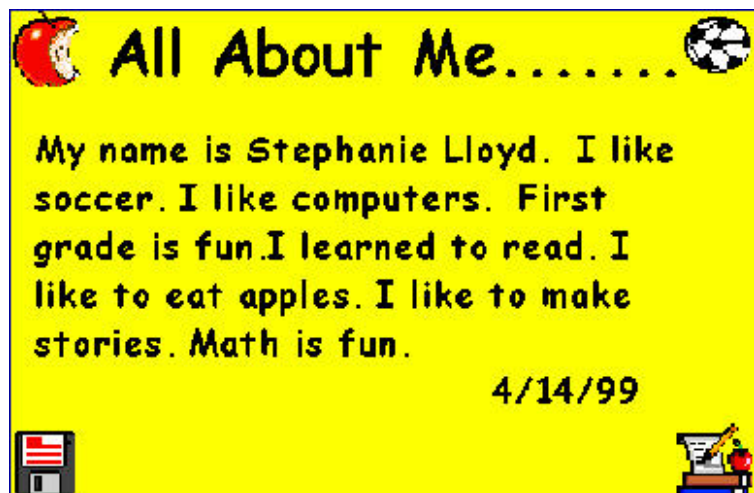 All About Me.......
My name is Stephanie Lloyd. I like
soccer. I like computers. First
grade is fun.I learned to read. I
like to eat apples. I like to make
stories. Math is fun.
4/14/99